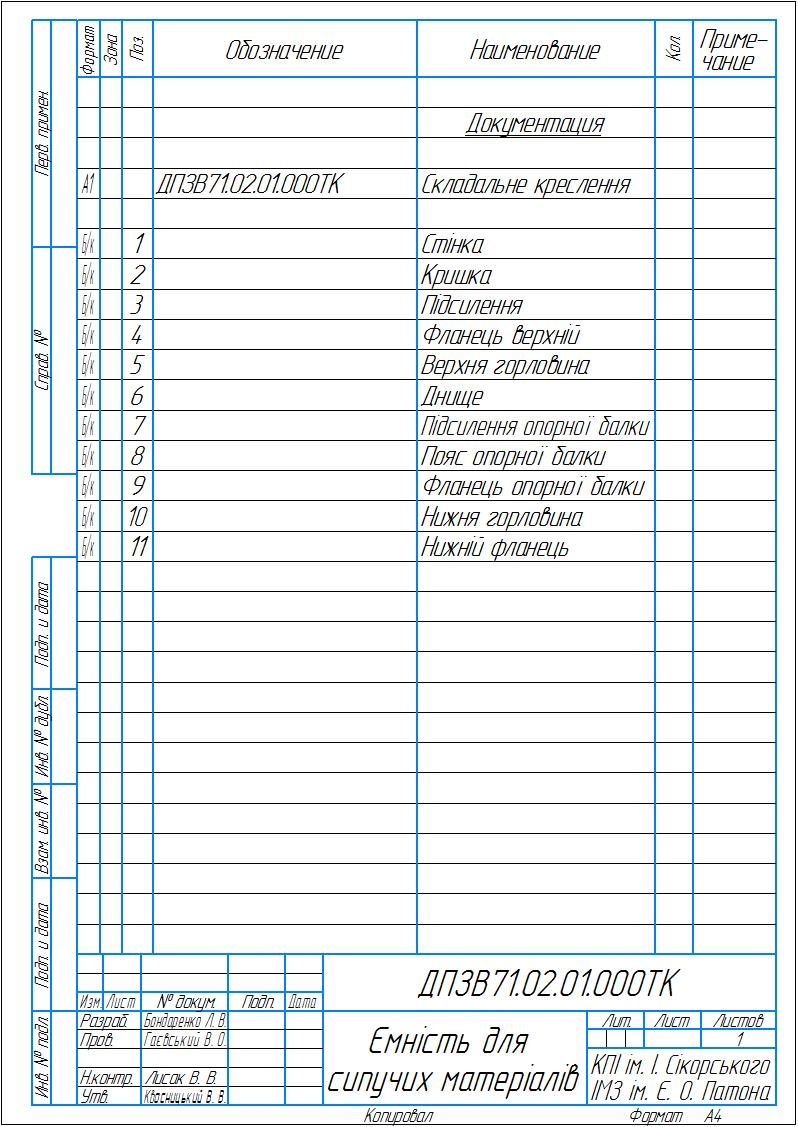 Формат Зона Поз. Обозначение Наименование Кол. Приме-
чание
Документация
А1 ДП3В71.02.01.000ТК Складальне креслення
Б/к 1 Стінка
Б/к 2 Кришка
Б/к 3 Підсилення
Б/к 4 Фланець верхній
Б/к 5 Верхня горловина
Б/к 6 Днище
Б/к 7 Підсилення опорної балки
Б/к 8 Пояс опорної балки
Б/к 9 Фланець опорної балки
Б/к 10 Нижня горловина
Б/к 11 Нижній фланець
Перв. примен.
Справ. №
Подп. и дата
Инв. № дубл.
Взам. инв. №
Подп. и дата
Инв. № подл.
ДП3В71.02.01.000ТК
Изм. Лист № докум. Подп. Дата
Разраб. Бондаренко Л. В.
Пров. Гаєвський В. О.
Н.контр. Лисак В. В.
Утв. Квасницький В. В.
Ємність для
сипучих матеріалів
Лит. Лист Листов
1
КПІ ім. І. Сікорського
ІМЗ ім. Є. О. Патона
Копировал Формат А4